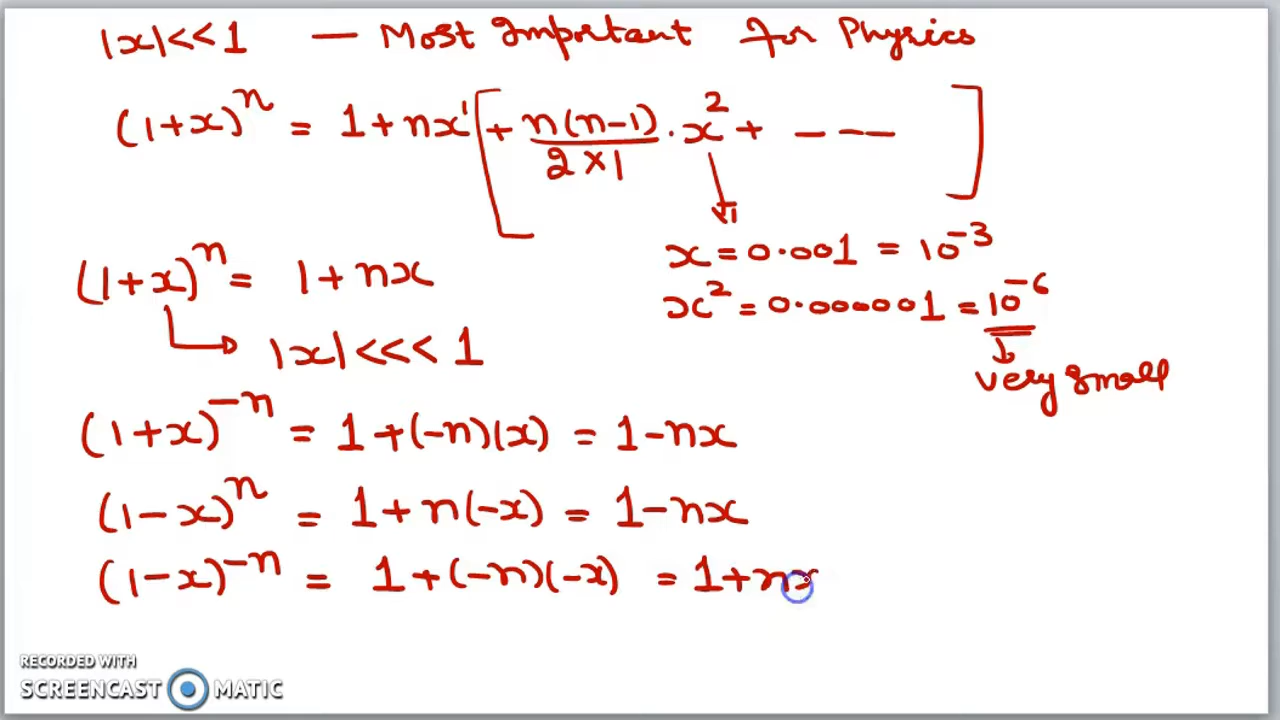 |x|<<1 — Most Important For Physics
(1+x)^n = 1+nx^1 [ + n(n-1)/2×1 . x^2 + - - - ]
x = 0.001 = 10^-3
(1+x)^n = 1+nx
x^2 = 0.000001 = 10^-6
|x|<<<1
very small
(1+x)^-n = 1+(-n)(x) = 1-nx
(1-x)^n = 1+n(-x) = 1-nx
(1-x)^-n = 1+(-n)(-x) = 1+nx
RECORDED WITH
SCREENCAST MATIC